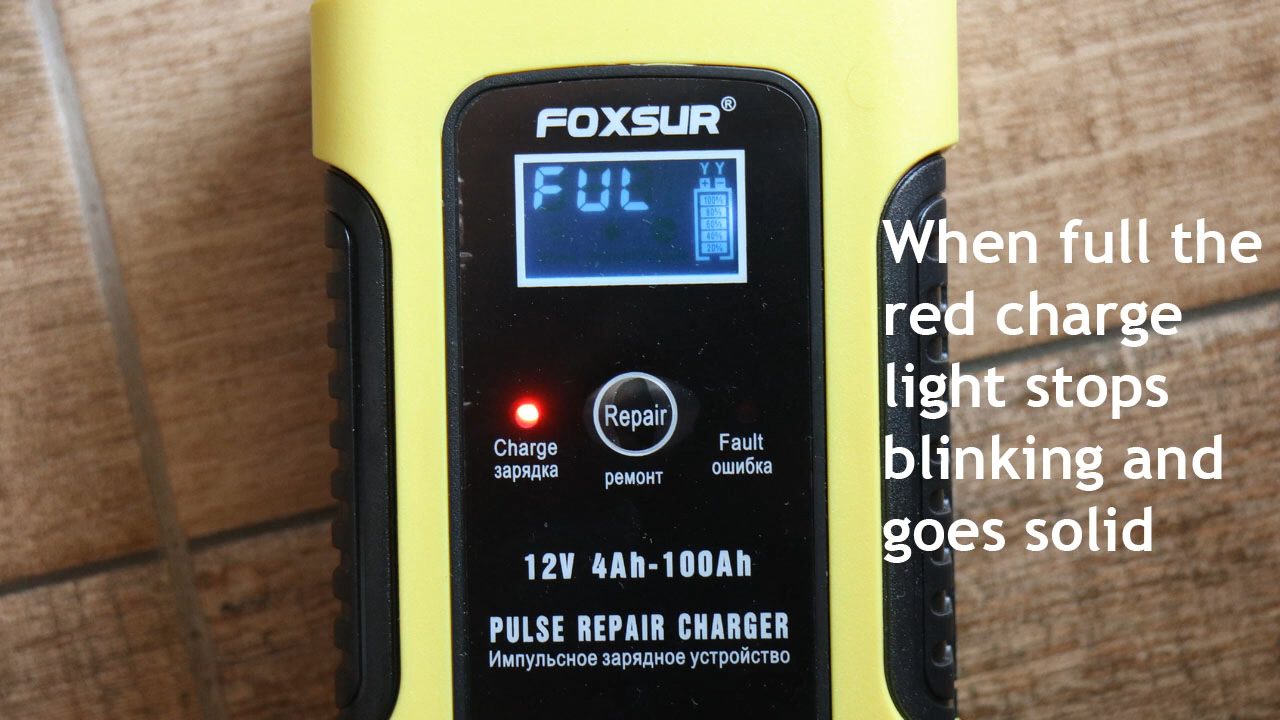 FOXSUR®
FUL
100%
80%
60%
40%
20%
When full the
red charge
light stops
blinking and
goes solid
Repair
Charge
зарядка
ремонт
Fault
ошибка
12V 4Ah-100Ah
PULSE REPAIR CHARGER
Импульсное зарядное устройство